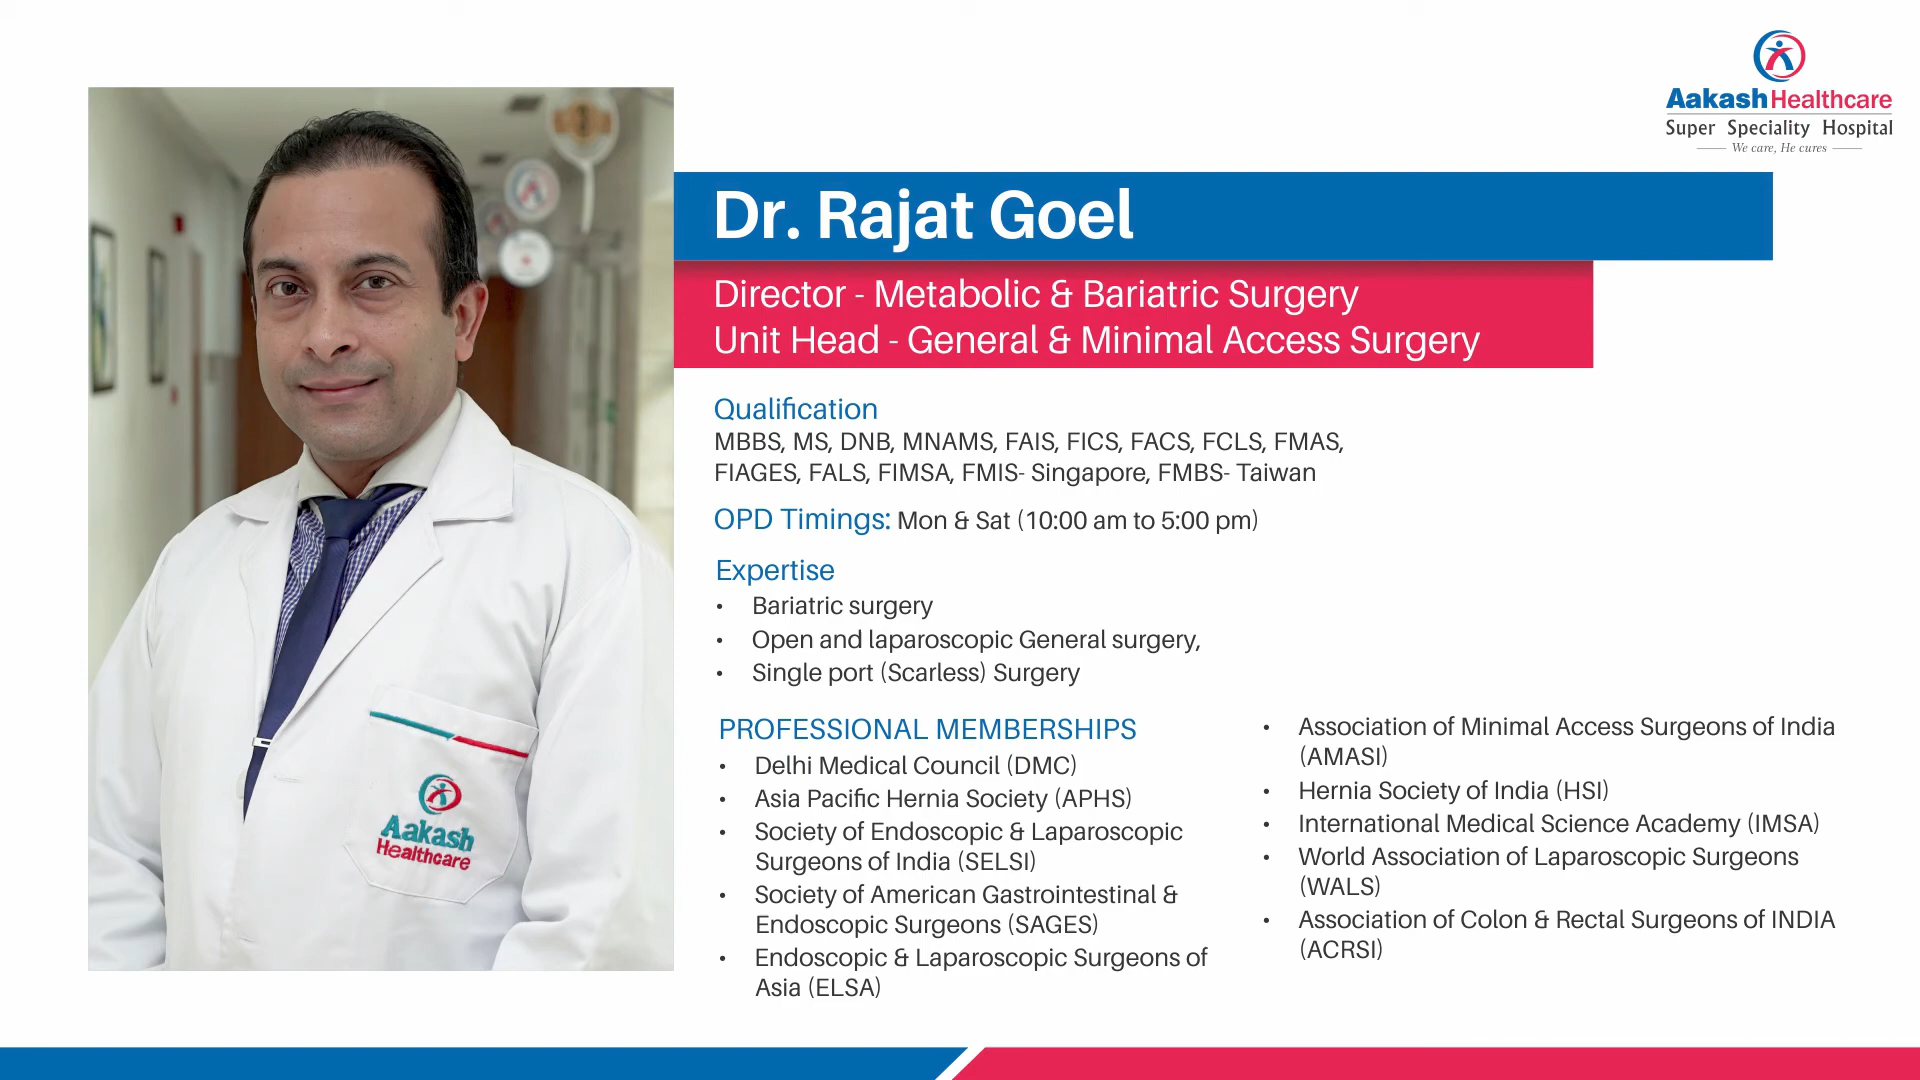 Aakash Healthcare
Super Speciality Hospital
We care, He cures
Dr. Rajat Goel
Director - Metabolic & Bariatric Surgery
Unit Head - General & Minimal Access Surgery
Qualification
MBBS, MS, DNB, MNAMS, FAIS, FICS, FACS, FCLS, FMAS,
FIAGES, FALS, FIMSA, FMIS- Singapore, FMBS- Taiwan
OPD Timings: Mon & Sat (10:00 am to 5:00 pm)
Expertise
• Bariatric surgery
• Open and laparoscopic General surgery,
• Single port (Scarless) Surgery
PROFESSIONAL MEMBERSHIPS
• Delhi Medical Council (DMC)
• Asia Pacific Hernia Society (APHS)
• Society of Endoscopic & Laparoscopic
Surgeons of India (SELSI)
• Society of American Gastrointestinal &
Endoscopic Surgeons (SAGES)
• Endoscopic & Laparoscopic Surgeons of
Asia (ELSA)
• Association of Minimal Access Surgeons of India
(AMASI)
• Hernia Society of India (HSI)
• International Medical Science Academy (IMSA)
• World Association of Laparoscopic Surgeons
(WALS)
• Association of Colon & Rectal Surgeons of INDIA
(ACRSI)
Aakash
Healthcare